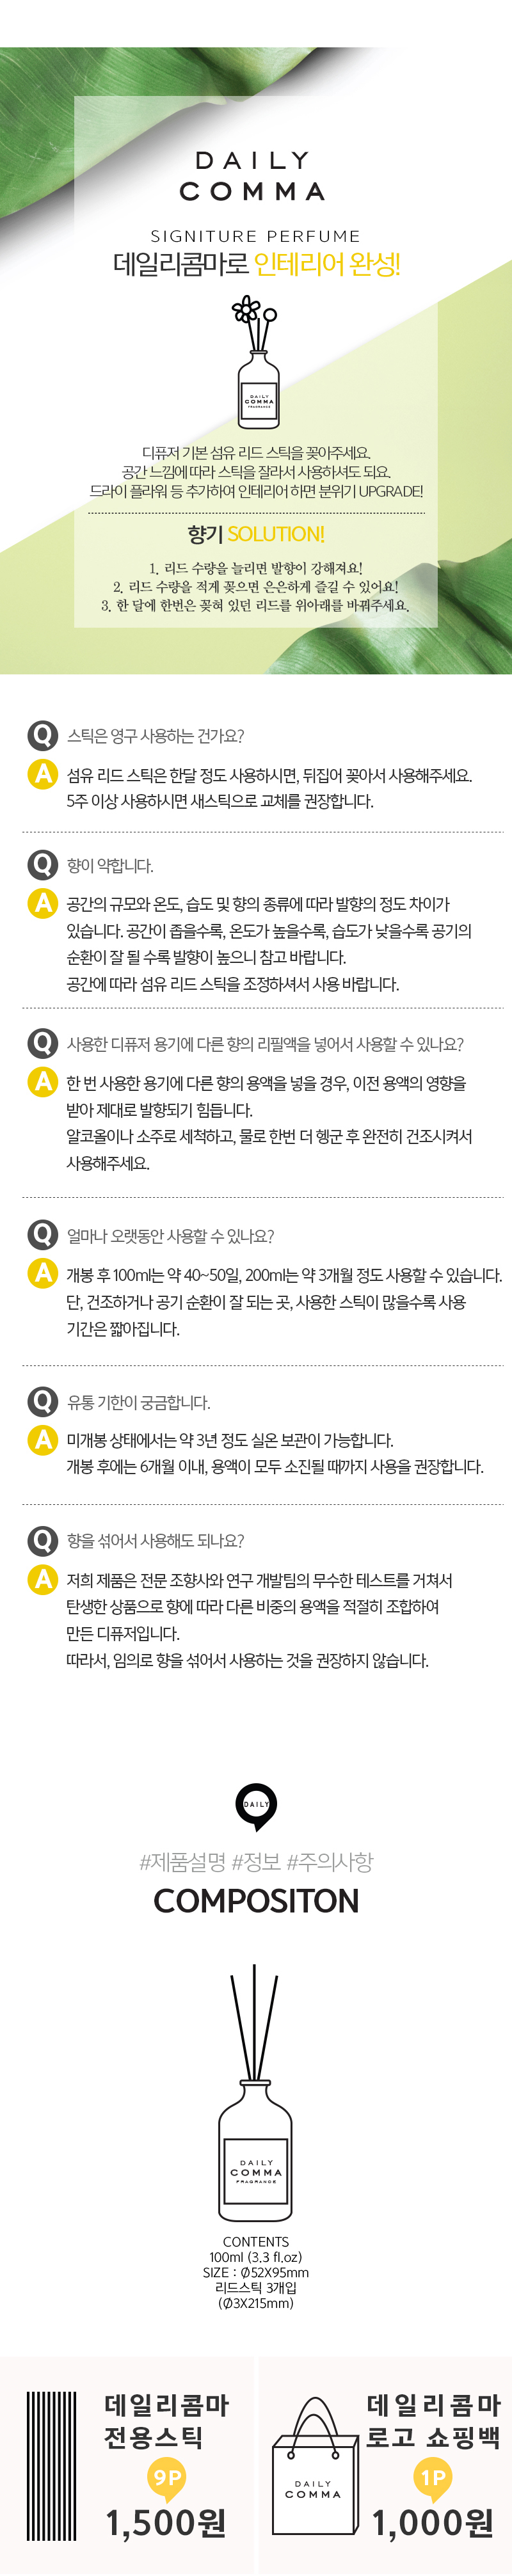 DAILY
COMMA
SIGNITURE PERFUME
데일리콤마로 인테리어 완성!
DAILY
COMMA
FRAGRANCE
디퓨저 기본 섬유 리드 스틱을 꽂아주세요.
공간 느낌에 따라 스틱을 잘라서 사용하셔도 되요.
드라이 플라워 등 추가하여 인테리어 하면 분위기 UPGRADE!
향기 SOLUTION!
1. 리드 수량을 늘리면 발향이 강해져요!
2. 리드 수량을 적게 꽂으면 은은하게 즐길 수 있어요!
3. 한 달에 한번은 꽂혀 있던 리드를 위아래를 바꿔주세요.
Q 스틱은 영구 사용하는 건가요?
A 섬유 리드 스틱은 한달 정도 사용하시면, 뒤집어 꽂아서 사용해주세요.
5주 이상 사용하시면 새스틱으로 교체를 권장합니다.
Q 향이 약합니다.
A 공간의 규모와 온도, 습도 및 향의 종류에 따라 발향의 정도 차이가
있습니다. 공간이 좁을수록, 온도가 높을수록, 습도가 낮을수록 공기의
순환이 잘 될 수록 발향이 높으니 참고 바랍니다.
공간에 따라 섬유 리드 스틱을 조정하셔서 사용 바랍니다.
Q 사용한 디퓨저 용기에 다른 향의 리필액을 넣어서 사용할 수 있나요?
A 한 번 사용한 용기에 다른 향의 용액을 넣을 경우, 이전 용액의 영향을
받아 제대로 발향되기 힘듭니다.
알코올이나 소주로 세척하고, 물로 한번 더 헹군 후 완전히 건조시켜서
사용해주세요.
Q 얼마나 오랫동안 사용할 수 있나요?
A 개봉 후 100ml는 약 40~50일, 200ml는 약 3개월 정도 사용할 수 있습니다.
단, 건조하거나 공기 순환이 잘 되는 곳, 사용한 스틱이 많을수록 사용
기간은 짧아집니다.
Q 유통 기한이 궁금합니다.
A 미개봉 상태에서는 약 3년 정도 실온 보관이 가능합니다.
개봉 후에는 6개월 이내, 용액이 모두 소진될 때까지 사용을 권장합니다.
Q 향을 섞어서 사용해도 되나요?
A 저희 제품은 전문 조향사와 연구 개발팀의 무수한 테스트를 거쳐서
탄생한 상품으로 향에 따라 다른 비중의 용액을 적절히 조합하여
만든 디퓨저입니다.
따라서, 임의로 향을 섞어서 사용하는 것을 권장하지 않습니다.
DAILY
#제품설명 #정보 #주의사항
COMPOSITON
DAILY
COMMA
FRAGRANCE
CONTENTS
100ml (3.3 fl.oz)
SIZE : Ø52X95mm
리드스틱 3개입
(Ø3X215mm)
데일리콤마
전용스틱
9P
1,500원
데일리콤마
로고 쇼핑백
DAILY
COMMA
1P
1,000원